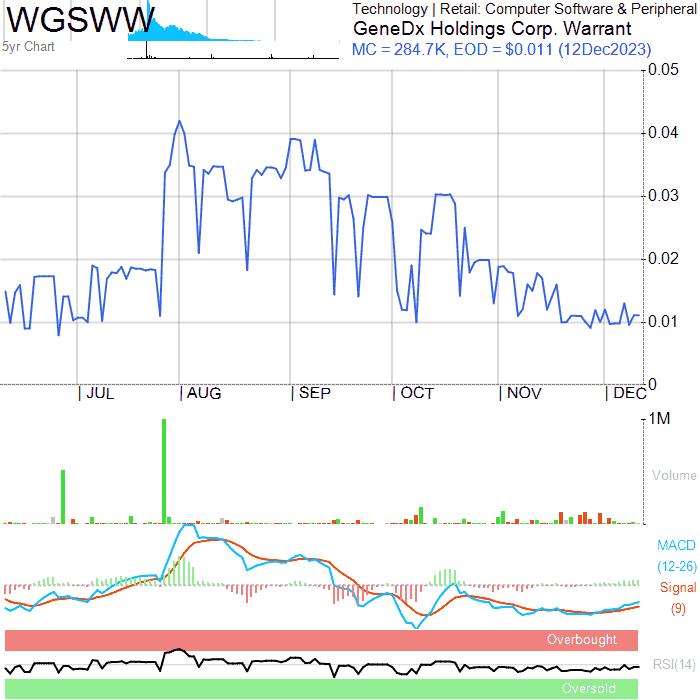 WGSWW
5yr Chart
Technology | Retail: Computer Software & Peripheral
GeneDx Holdings Corp. Warrant
MC = 284.7K, EOD = $0.011 (12Dec2023)
0.05
0.04
0.03
0.02
0.01
0
| JUL | AUG | SEP | OCT | NOV | DEC
1M
Volume
MACD
(12-26)
Signal
(9)
Overbought
RSI(14)
Oversold